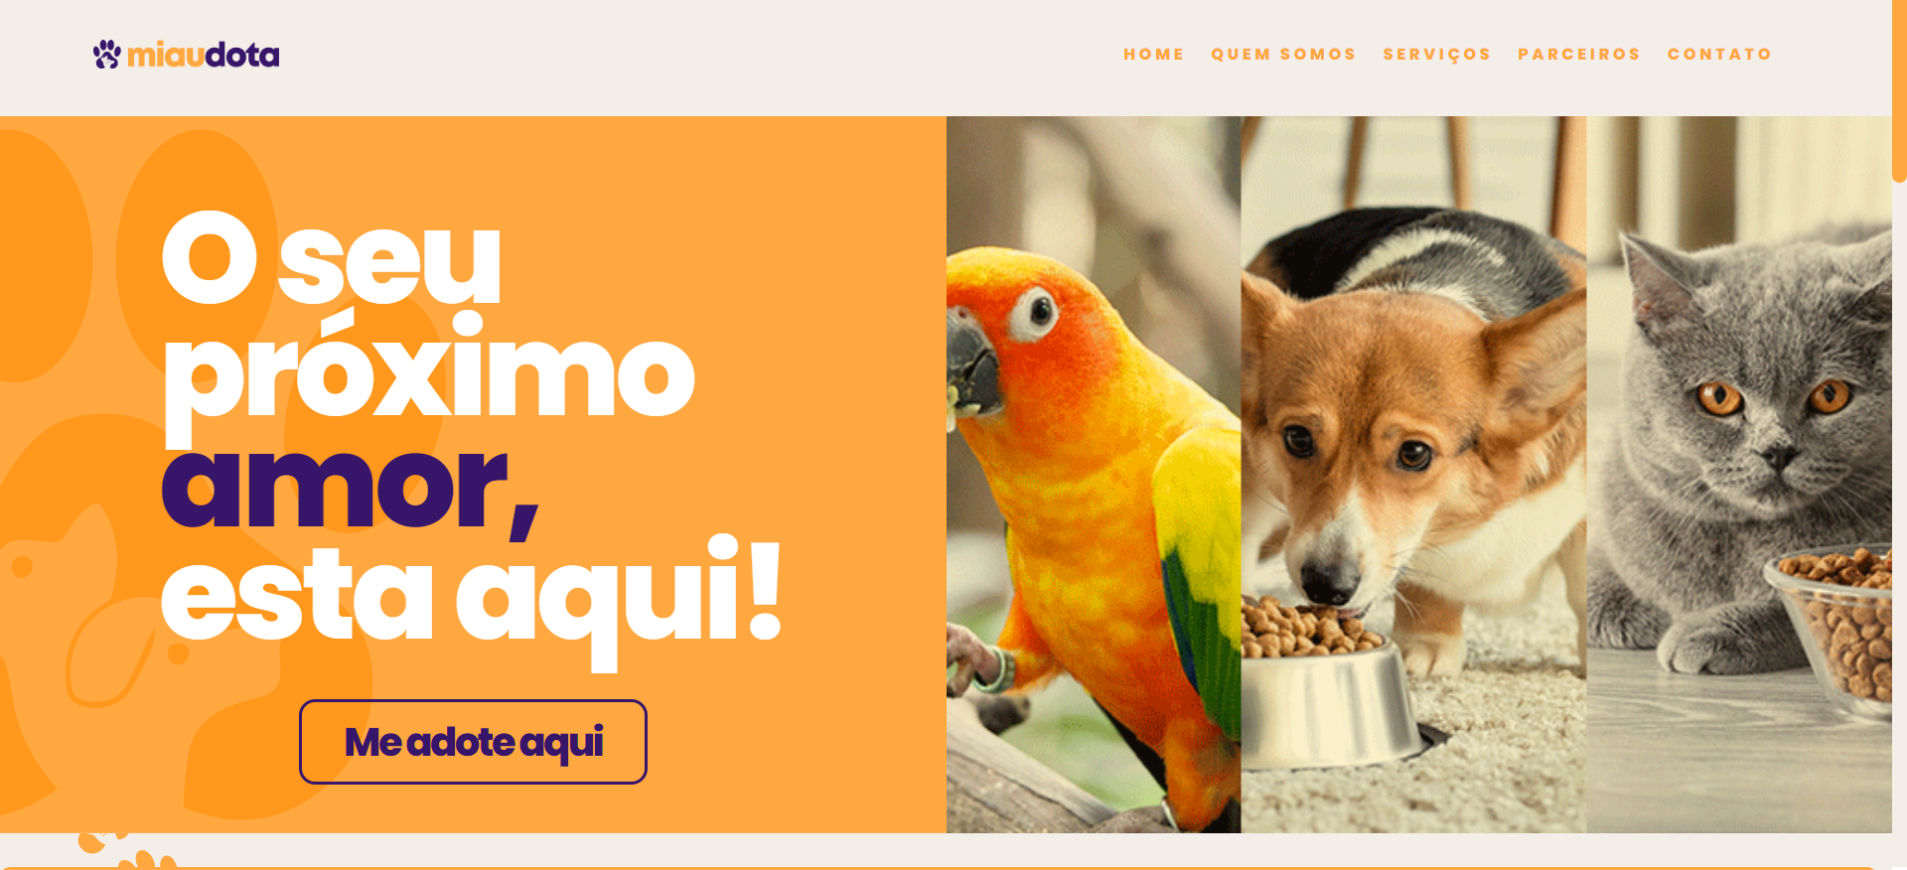 miaudota
HOME QUEM SOMOS SERVIÇOS PARCEIROS CONTATO
O seu
próximo
amor,
esta aqui!
Me adote aqui